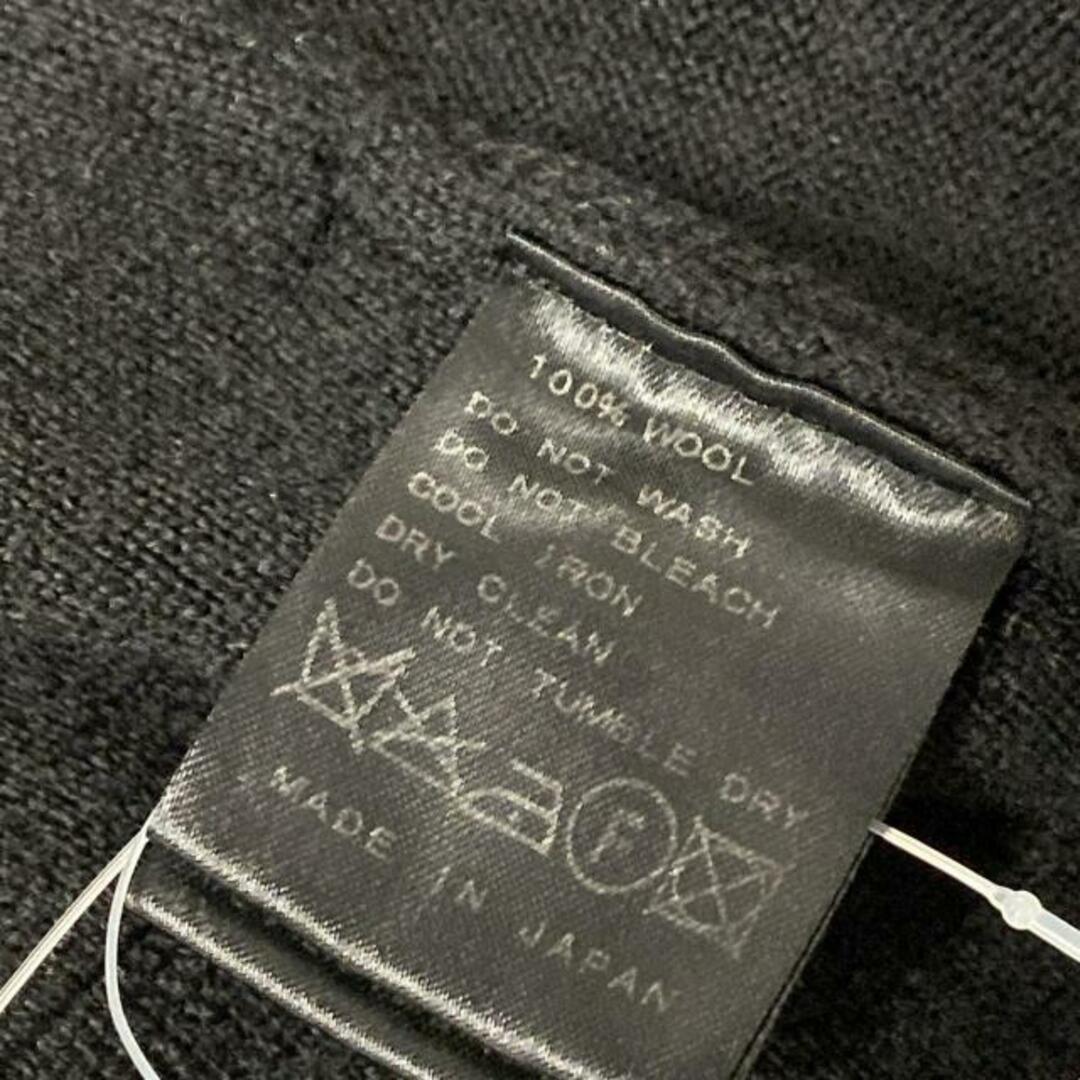 100% WOOL
DO NOT WASH
DO NOT BLEACH
COOL IRON
DRY CLEAN
DO NOT TUMBLE DRY
F
MADE IN JAPAN